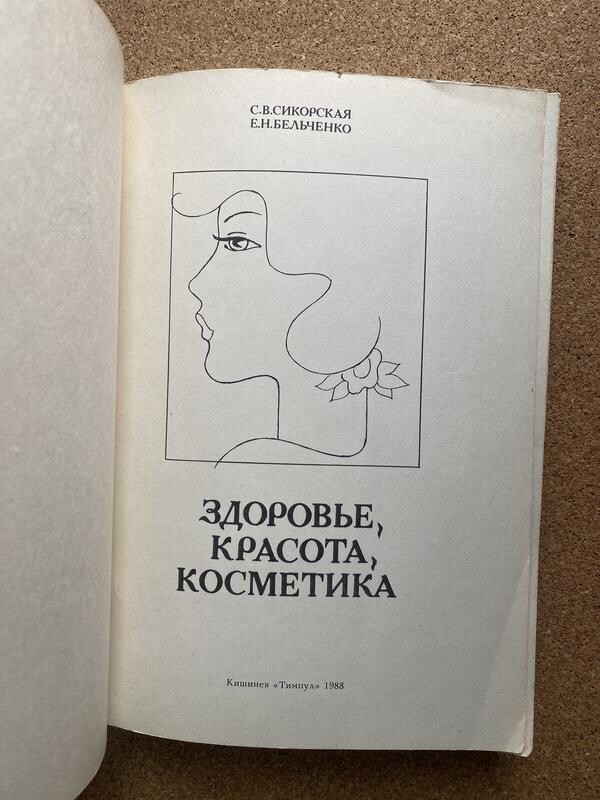 С.В.СИКОРСКАЯ
Е.Н.БЕЛЬЧЕНКО
ЗДОРОВЬЕ,
КРАСОТА,
КОСМЕТИКА
Кишинев «Тимпул» 1988